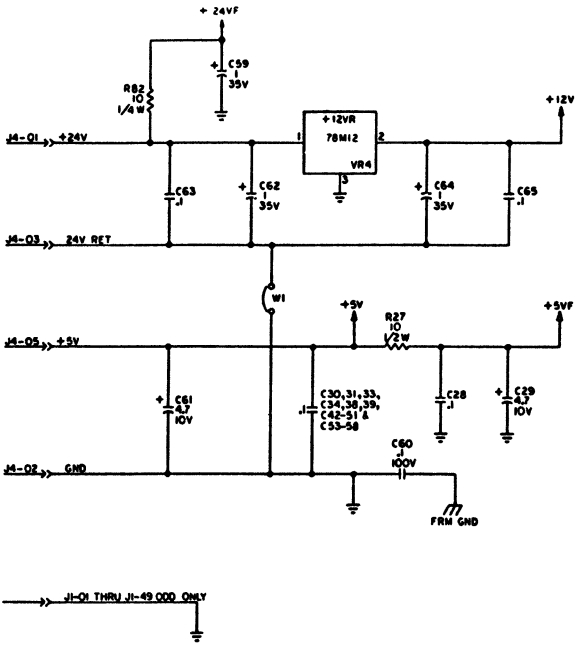 + 24VF
+ C59
1
35V
R82
10
1/4W
+12V
J4-01 +24V
1
+12VR
78M12
VR4
2
3
C63
.1
+ C62
1
35V
+ C64
1
35V
C65
.1
J4-03 24V RET
W1
+5V
R27
10
1/2W
+5VF
J4-05 +5V
+ C61
4.7
10V
.1
C30,31,33,
C34,38,39,
C42-51 &
C53-58
C28
.1
+ C29
4.7
10V
C60
.1
100V
J4-02 GND
FRM GND
J1-01 THRU J1-49 ODD ONLY